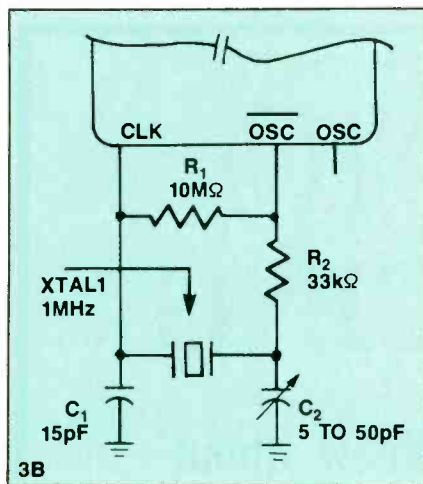 CLK
OSC
OSC
R₁
10MΩ
R₂
33kΩ
XTAL1
1MHz
C₁
15pF
C₂
5 TO 50pF
3B